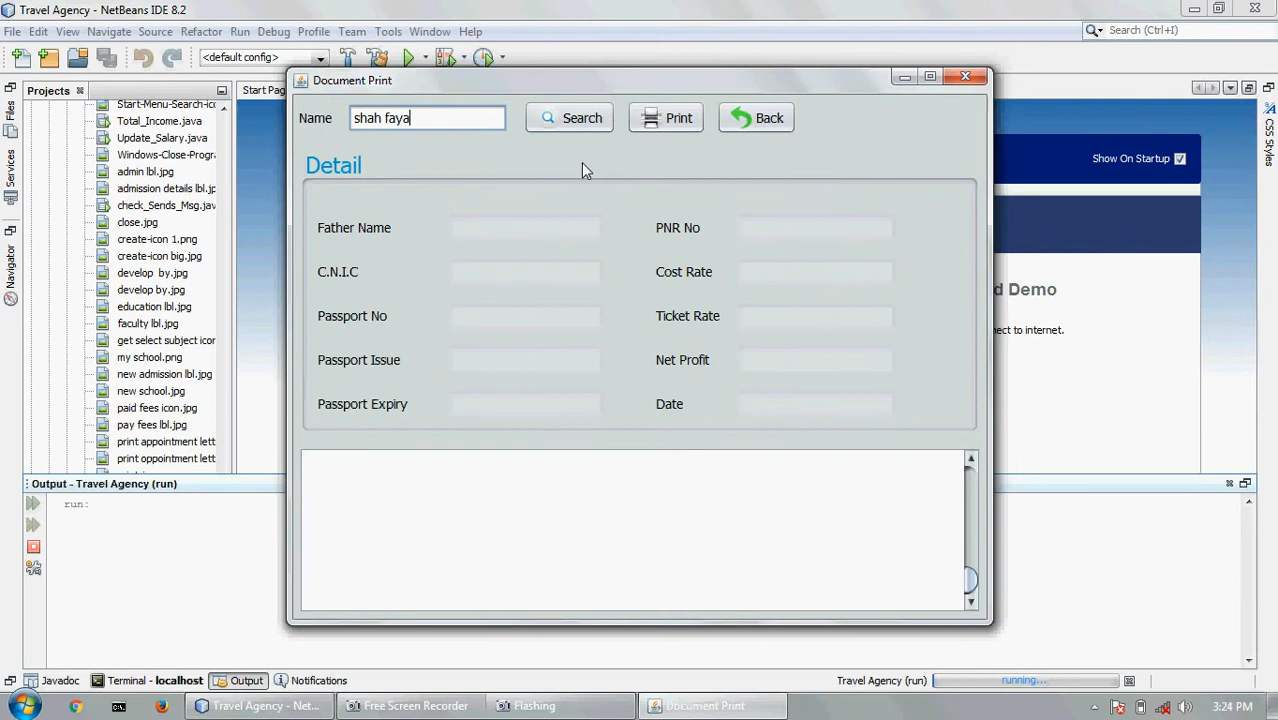 Travel Agency - NetBeans IDE 8.2
File Edit View Navigate Source Refactor Run Debug Profile Team Tools Window Help
Search (Ctrl+I)
<default config>
Projects
Start Pag
Files
Services
Navigator
CSS Styles
Start-Menu-Search-ic
Total_Income.java
Update_Salary.java
Windows-Close-Progr
admin lbl.jpg
admission details lbl.jp
check_Sends_Msg.jav
close.jpg
create-icon 1.png
create-icon big.png
develop by.jpg
develop by.jpg
education lbl.jpg
faculty lbl.jpg
get select subject icor
my school.png
new admission lbl.jpg
new school.jpg
paid fees icon.jpg
pay fees lbl.jpg
print appointment lett
print oppointment lett
Document Print
Name shah faya Search Print Back
Detail
Father Name PNR No
C.N.I.C Cost Rate
Passport No Ticket Rate
Passport Issue Net Profit
Passport Expiry Date
Show On Startup
d Demo
nect to internet.
Output - Travel Agency (run)
run:
Javadoc Terminal - localhost Output Notifications
Travel Agency (run) running...
Travel Agency - Net... Free Screen Recorder Flashing Document Print
3:24 PM